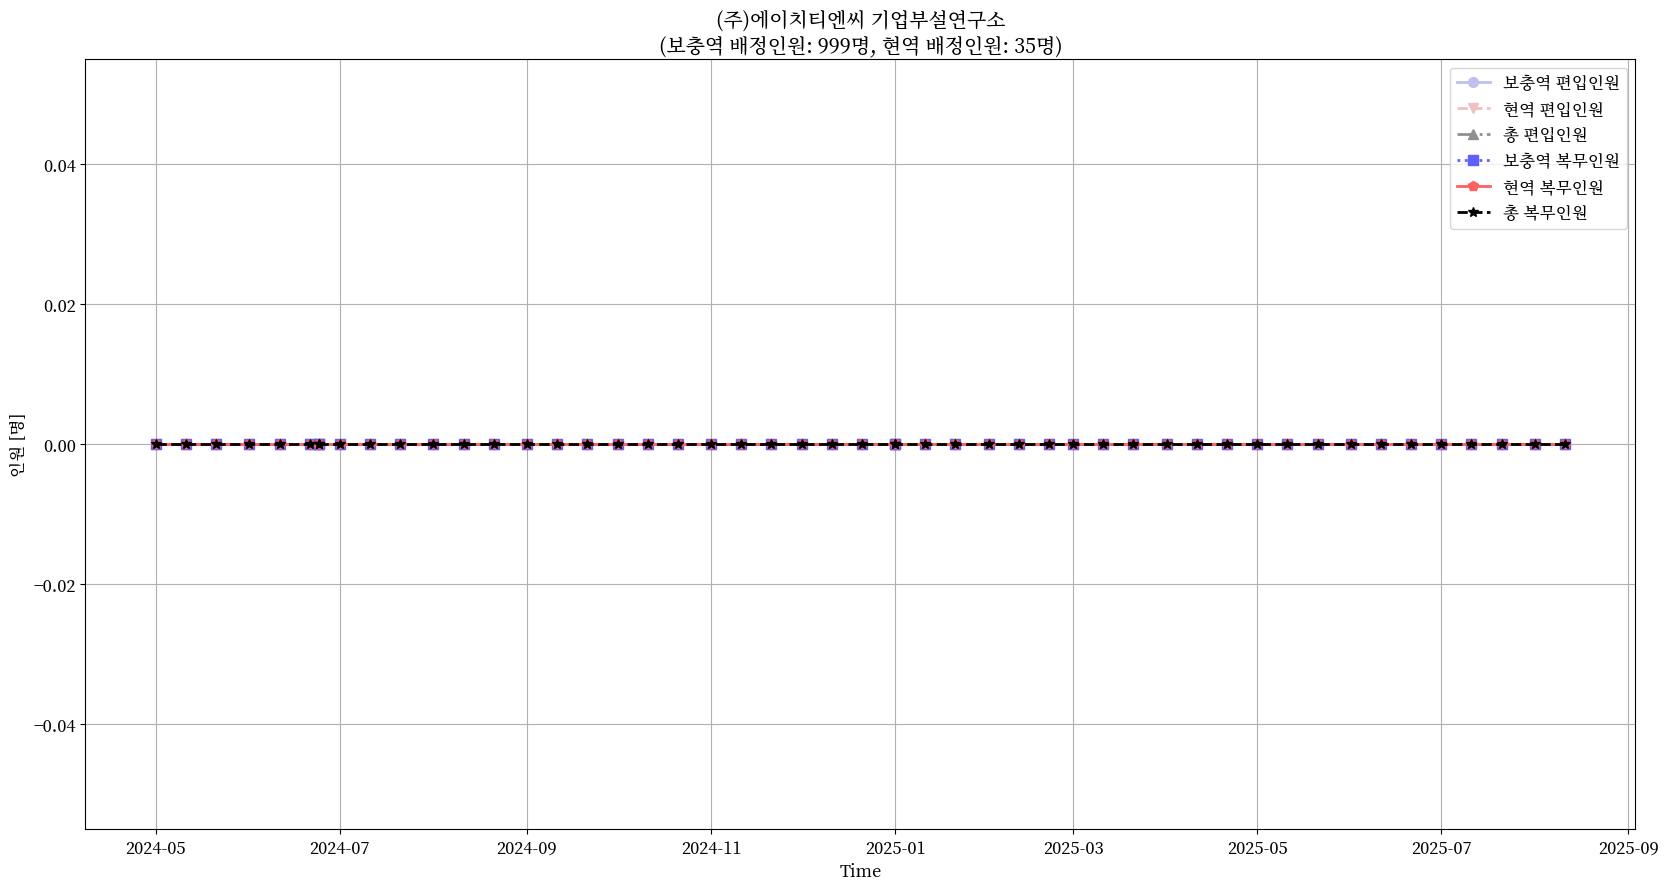 (주)에이치티엔씨 기업부설연구소
(보충역 배정인원: 999명, 현역 배정인원: 35명)
보충역 편입인원
현역 편입인원
총 편입인원
보충역 복무인원
현역 복무인원
총 복무인원
인원 [명]
0.04
0.02
0.00
−0.02
−0.04
2024-05
2024-07
2024-09
2024-11
2025-01
2025-03
2025-05
2025-07
2025-09
Time